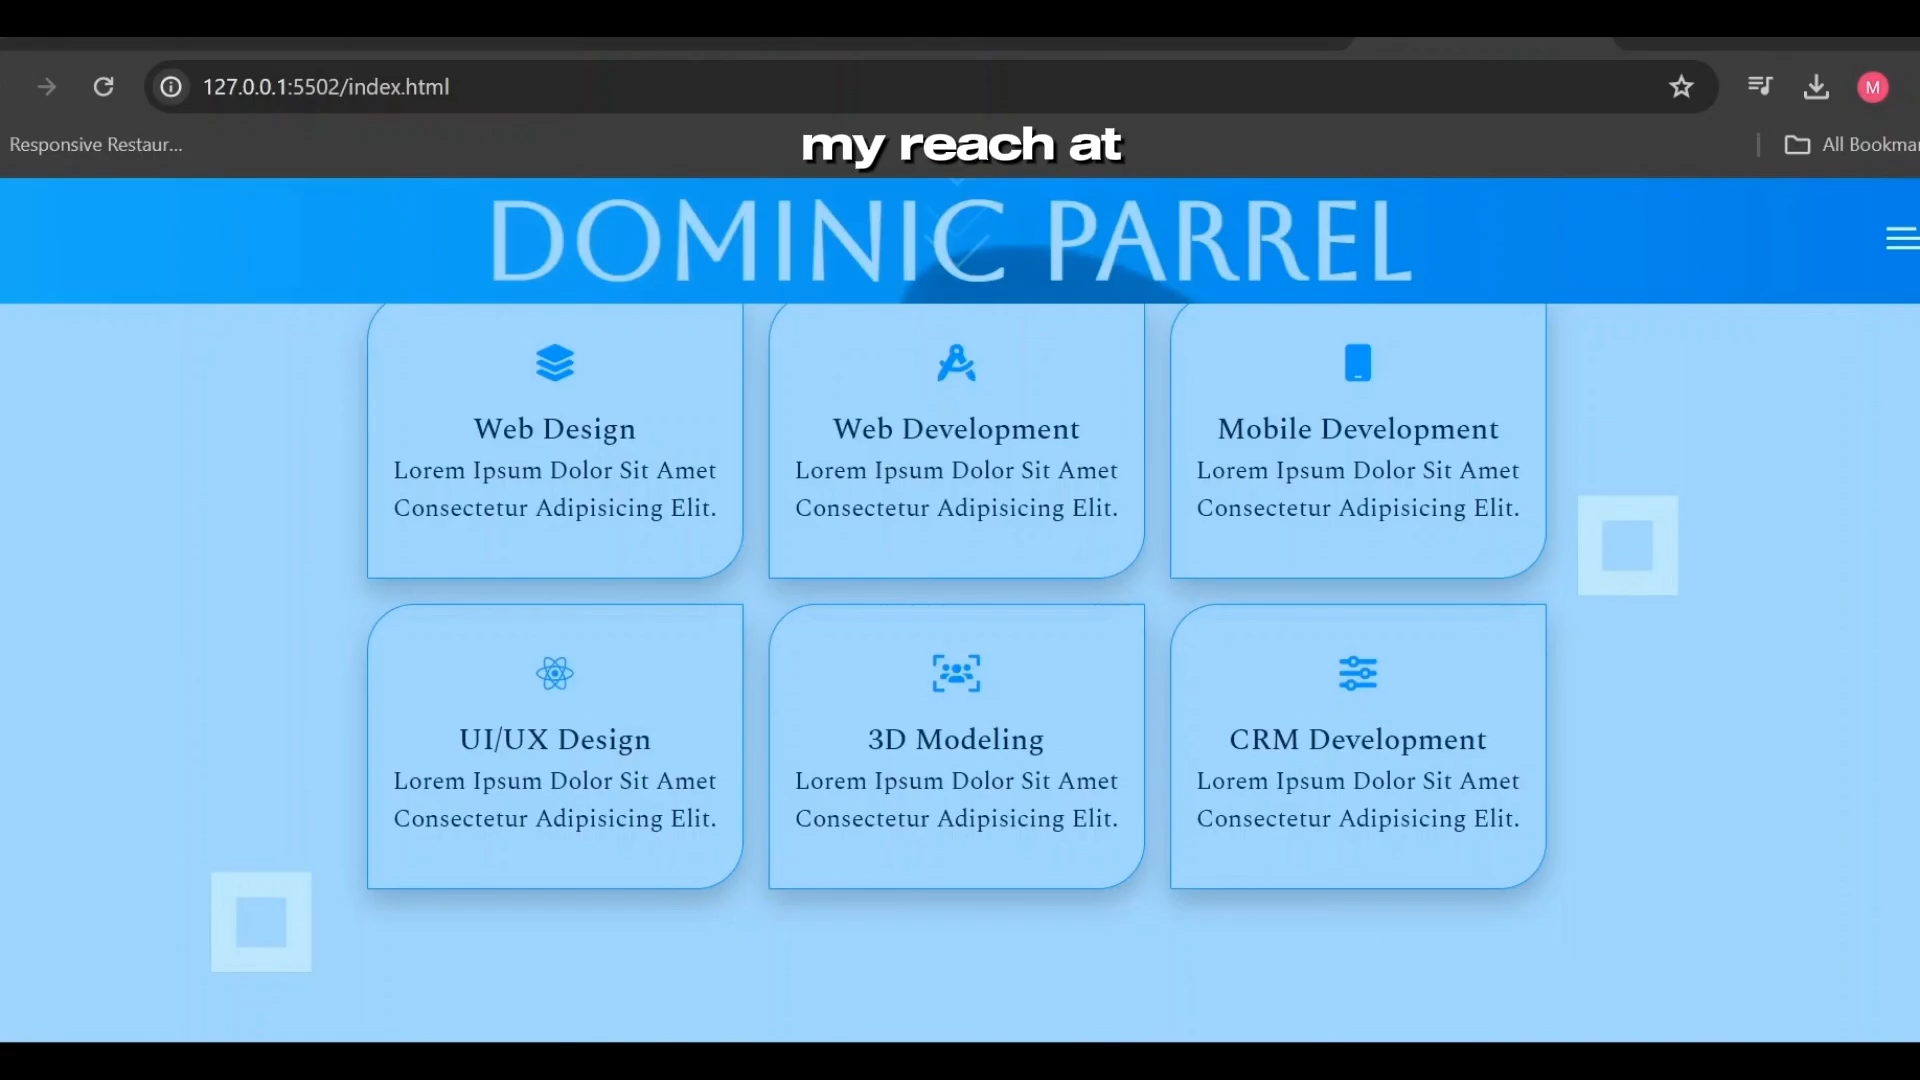 127.0.0.1:5502/index.html
M
Responsive Restaur...
my reach at
All Bookmar
DOMINIC PARREL
Web Design
Lorem Ipsum Dolor Sit Amet
Consectetur Adipisicing Elit.
Web Development
Lorem Ipsum Dolor Sit Amet
Consectetur Adipisicing Elit.
Mobile Development
Lorem Ipsum Dolor Sit Amet
Consectetur Adipisicing Elit.
UI/UX Design
Lorem Ipsum Dolor Sit Amet
Consectetur Adipisicing Elit.
3D Modeling
Lorem Ipsum Dolor Sit Amet
Consectetur Adipisicing Elit.
CRM Development
Lorem Ipsum Dolor Sit Amet
Consectetur Adipisicing Elit.